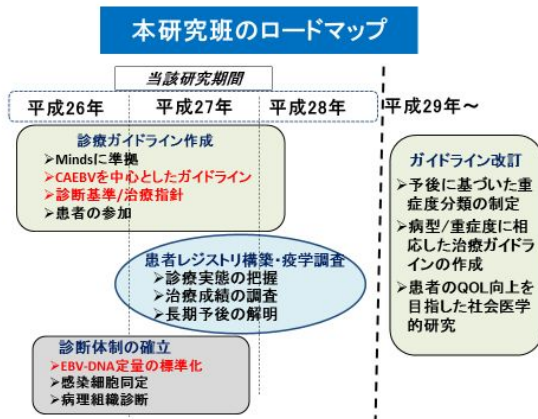 本研究班のロードマップ
当該研究期間
平成26年
平成27年
平成28年
平成29年～
診療ガイドライン作成
➢Mindsに準拠
➢CAEBVを中心としたガイドライン
➢診断基準/治療指針
➢患者の参加
患者レジストリ構築・疫学調査
➢診療実態の把握
➢治療成績の調査
➢長期予後の解明
診断体制の確立
➢EBV-DNA定量の標準化
➢感染細胞同定
➢病理組織診断
ガイドライン改訂
➢予後に基づいた重
症度分類の制定
➢病型/重症度に相
応した治療ガイドラ
インの作成
➢患者のQOL向上を
目指した社会医学
的研究